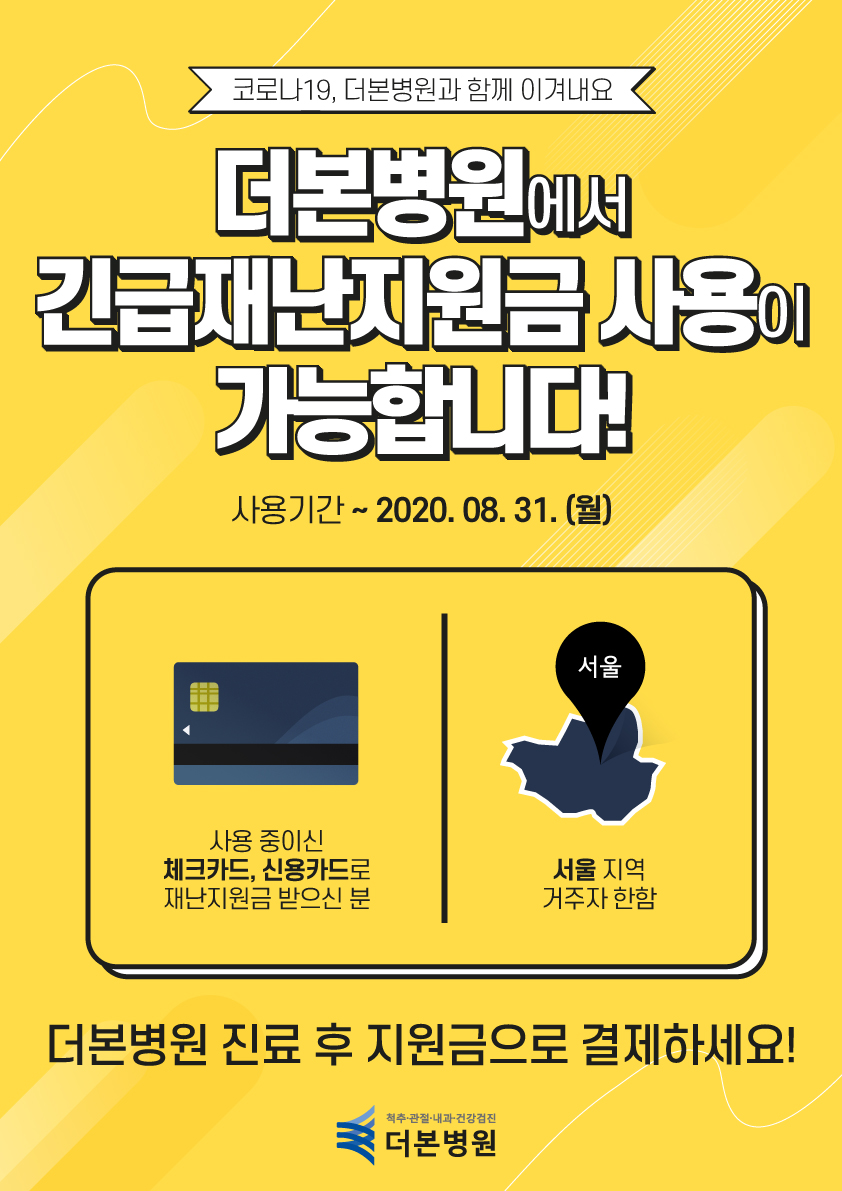 코로나19, 더본병원과 함께 이겨내요
더본병원에서
긴급재난지원금 사용이
가능합니다!
사용기간 ~ 2020. 08. 31. (월)
서울
사용 중이신
체크카드, 신용카드로
재난지원금 받으신 분
서울 지역
거주자 한함
더본병원 진료 후 지원금으로 결제하세요!
척추·관절·내과·건강검진
더본병원